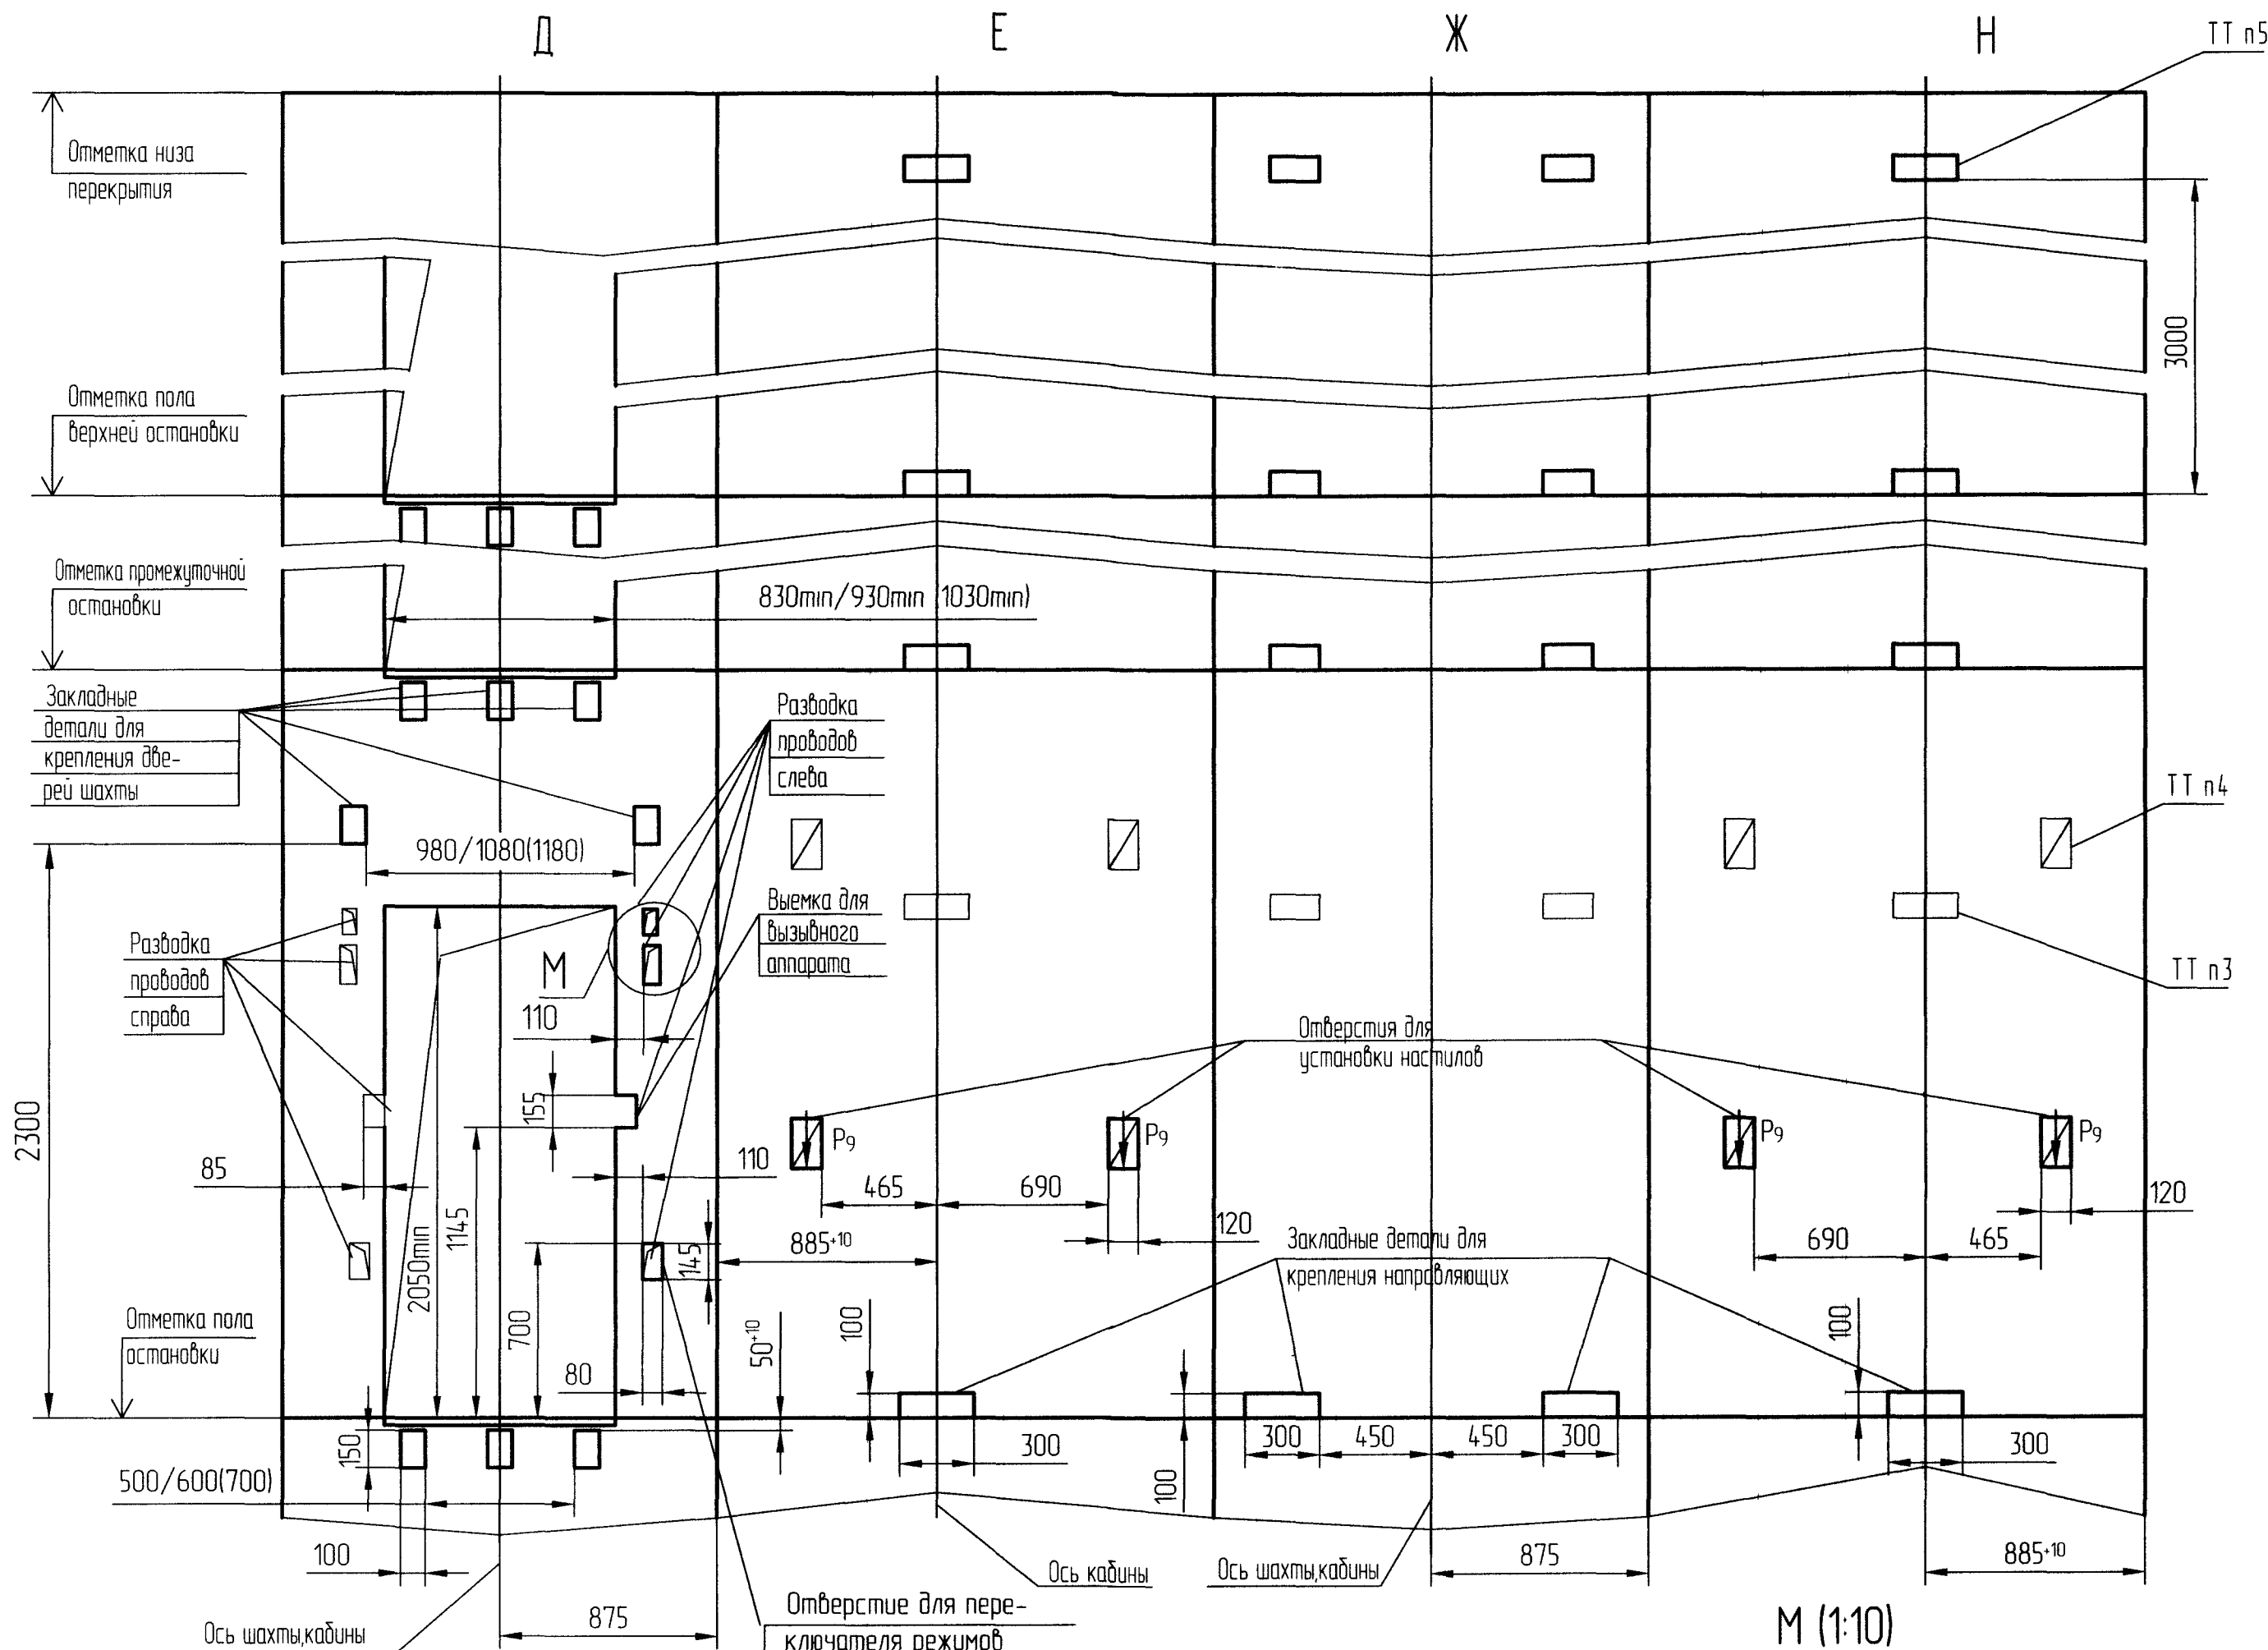 Д
Е
Ж
Н
ТТ п5
Отметка низа
перекрытия
3000
Отметка пола
верхней остановки
Отметка промежуточной
остановки
830min/930min (1030min)
Закладные
детали для
крепления две-
рей шахты
Разводка
проводов
слева
ТТ п4
980/1080(1180)
Выемка для
вызывного
аппарата
Разводка
проводов
справа
М
ТТ п3
110
Отверстия для
установки настилов
2300
155
Р9
Р9
Р9
Р9
85
110
465
690
120
120
2050min
1145
145
885+10
Закладные детали для
крепления направляющих
690
465
Отметка пола
остановки
700
80
50+10
100
100
150
300
300
450
450
300
300
500/600(700)
100
100
Ось кабины
Ось шахты,кабины
875
885+10
Ось шахты,кабины
875
Отверстие для пере-
ключателя режимов
М (1:10)